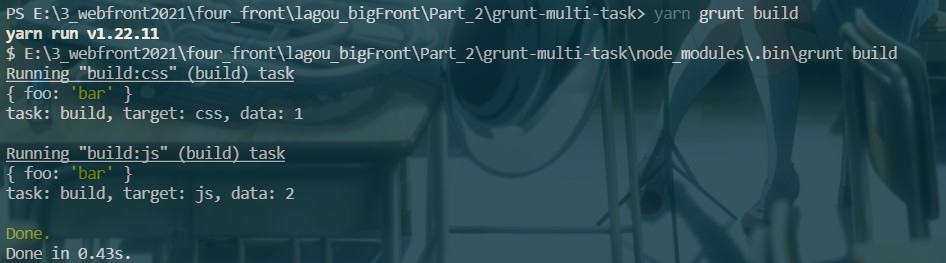 PS E:\3_webfront2021\four_front\lagou_bigFront\Part_2\grunt-multi-task> yarn grunt build
yarn run v1.22.11
$ E:\3_webfront2021\four_front\lagou_bigFront\Part_2\grunt-multi-task\node_modules\.bin\grunt build
Running "build:css" (build) task
{ foo: 'bar' }
task: build, target: css, data: 1
Running "build:js" (build) task
{ foo: 'bar' }
task: build, target: js, data: 2
Done.
Done in 0.43s.